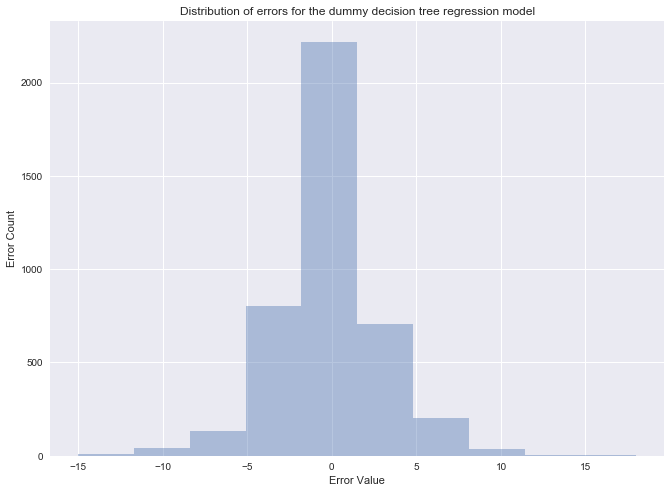 Distribution of errors for the dummy decision tree regression model
2000
1500
Error Count
1000
500
0
−15 −10 −5 0 5 10 15
Error Value